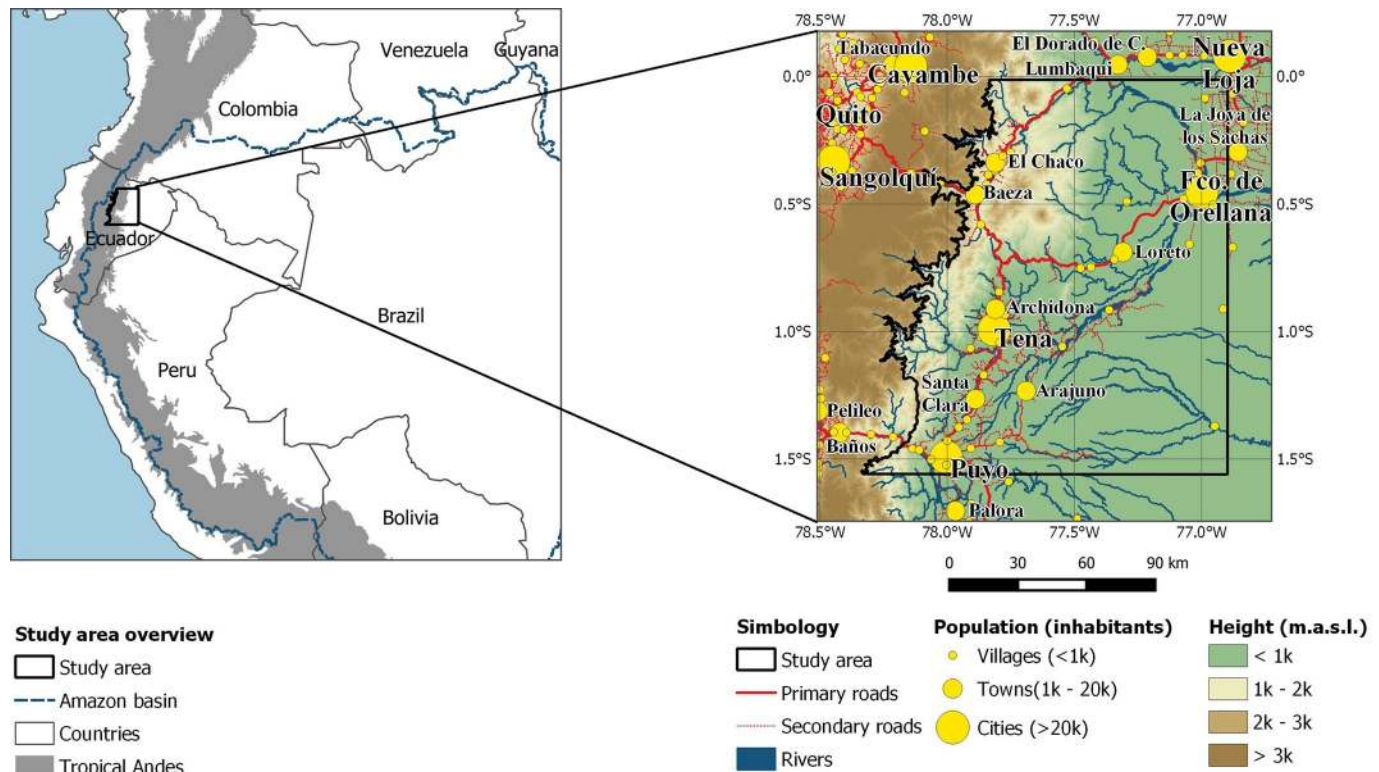 Venezuela
Guyana
Colombia
Ecuador
Brazil
Peru
Bolivia
78.5°W 78.0°W 77.5°W 77.0°W
0.0°
0.5°S
1.0°S
1.5°S
Tabacundo
El Dorado de C.
Nueva
Loja
Cayambe
Lumbaqui
Quito
La Joya de
los Sachas
El Chaco
Sangolquí
Baeza
Fco. de
Orellana
Loreto
Archidona
Tena
Santa
Clara
Arajuno
Pelileo
Baños
Puyo
Palora
0.0°
0.5°S
1.0°S
1.5°S
78.5°W 78.0°W 77.5°W 77.0°W
0 30 60 90 km
Study area overview
Study area
Amazon basin
Countries
Tropical Andes
Simbology
Study area
Primary roads
Secondary roads
Rivers
Population (inhabitants)
Villages (<1k)
Towns(1k - 20k)
Cities (>20k)
Height (m.a.s.l.)
< 1k
1k - 2k
2k - 3k
> 3k